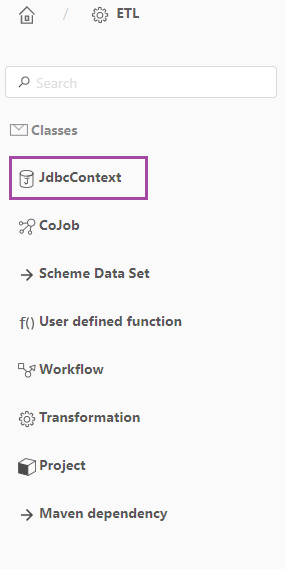 / ETL
Search
Classes
JdbcContext
CoJob
Scheme Data Set
f() User defined function
Workflow
Transformation
Project
Maven dependency